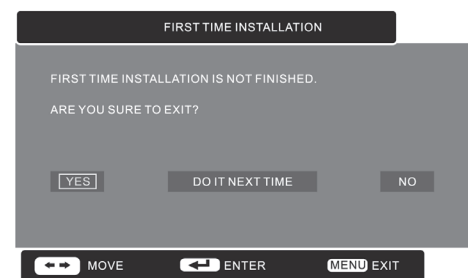 FIRST TIME INSTALLATION
FIRST TIME INSTALLATION IS NOT FINISHED.
ARE YOU SURE TO EXIT?
YES DO IT NEXT TIME NO
MOVE ENTER MENU EXIT